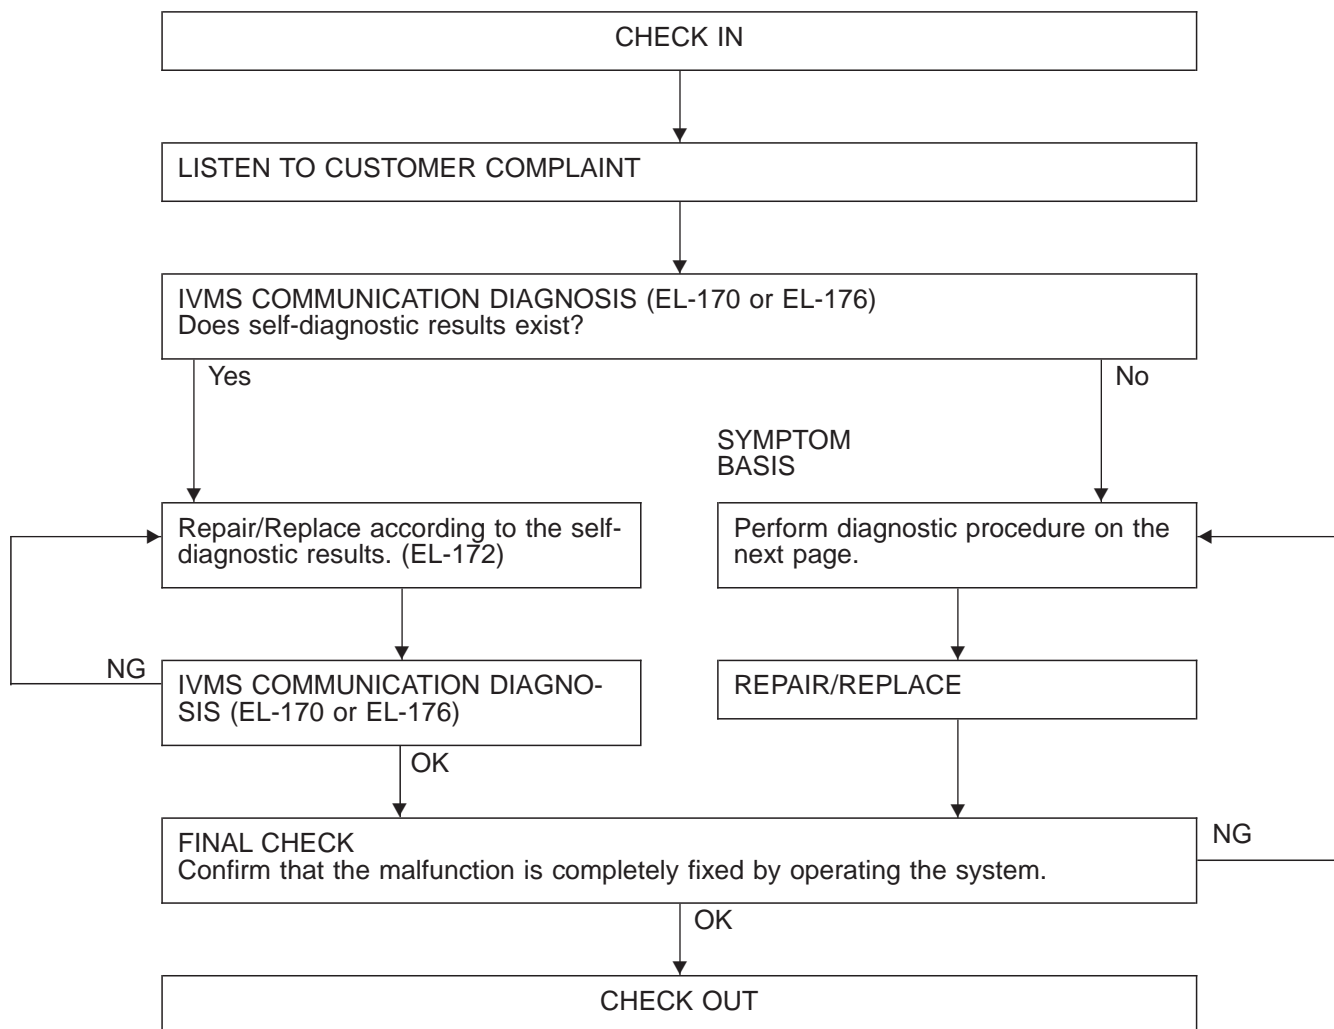 CHECK IN
LISTEN TO CUSTOMER COMPLAINT
IVMS COMMUNICATION DIAGNOSIS (EL-170 or EL-176)
Does self-diagnostic results exist?
Yes
No
SYMPTOM
BASIS
Repair/Replace according to the self-
diagnostic results. (EL-172)
Perform diagnostic procedure on the
next page.
NG
IVMS COMMUNICATION DIAGNO-
SIS (EL-170 or EL-176)
REPAIR/REPLACE
OK
FINAL CHECK
Confirm that the malfunction is completely fixed by operating the system.
NG
OK
CHECK OUT